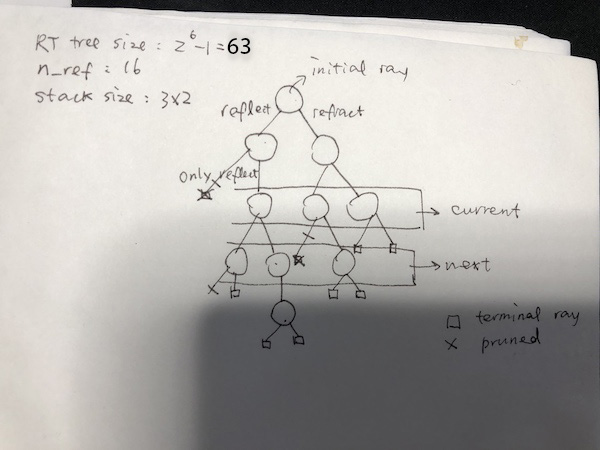 RT tree size : 2^6-1=63
n_ref : 16
stack size : 3x2
initial ray
reflect
refract
only reflect
current
next
terminal ray
x pruned